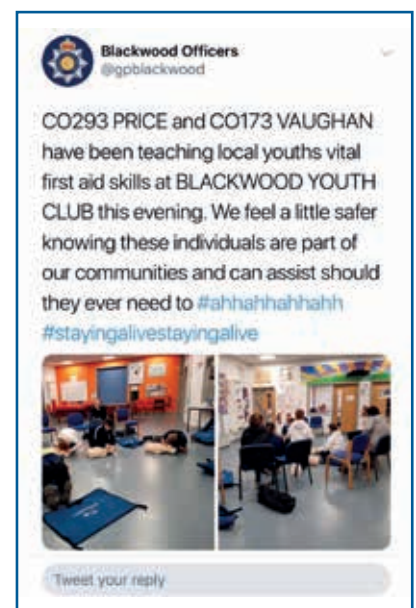 Blackwood Officers
@gpblackwood
CO293 PRICE and CO173 VAUGHAN
have been teaching local youths vital
first aid skills at BLACKWOOD YOUTH
CLUB this evening. We feel a little safer
knowing these individuals are part of
our communities and can assist should
they ever need to #ahhahhahhahh
#stayingalivestayingalive
Tweet your reply